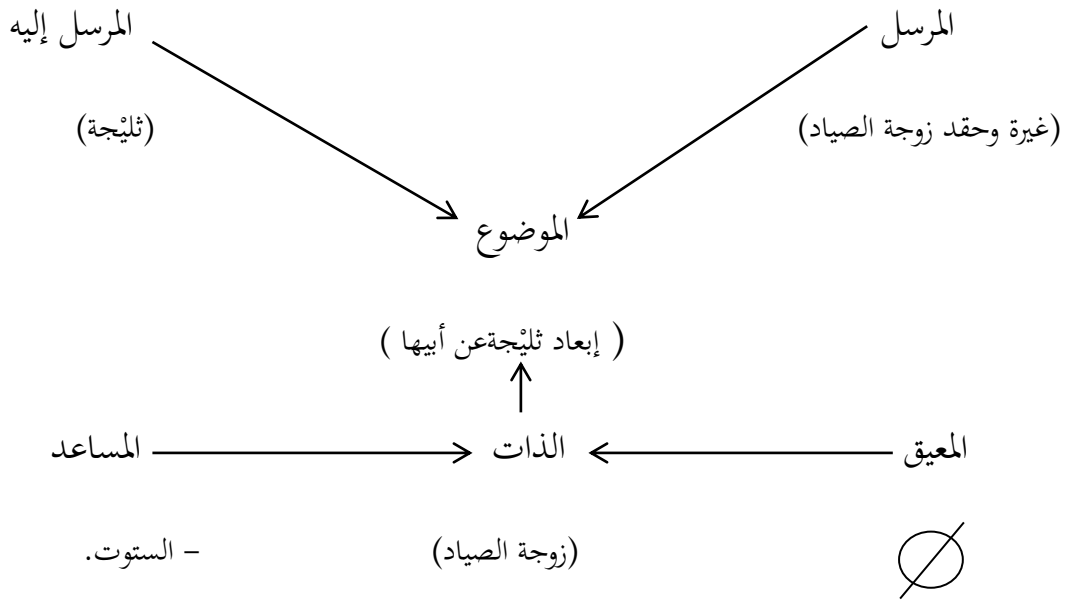 المرسل
المرسل إليه
(غيرة وحقد زوجة الصياد)
(ثليْجة)
الموضوع
( إبعاد ثليْجةعن أبيها )
المعيق
الذات
المساعد
(زوجة الصياد)
– الستوت.